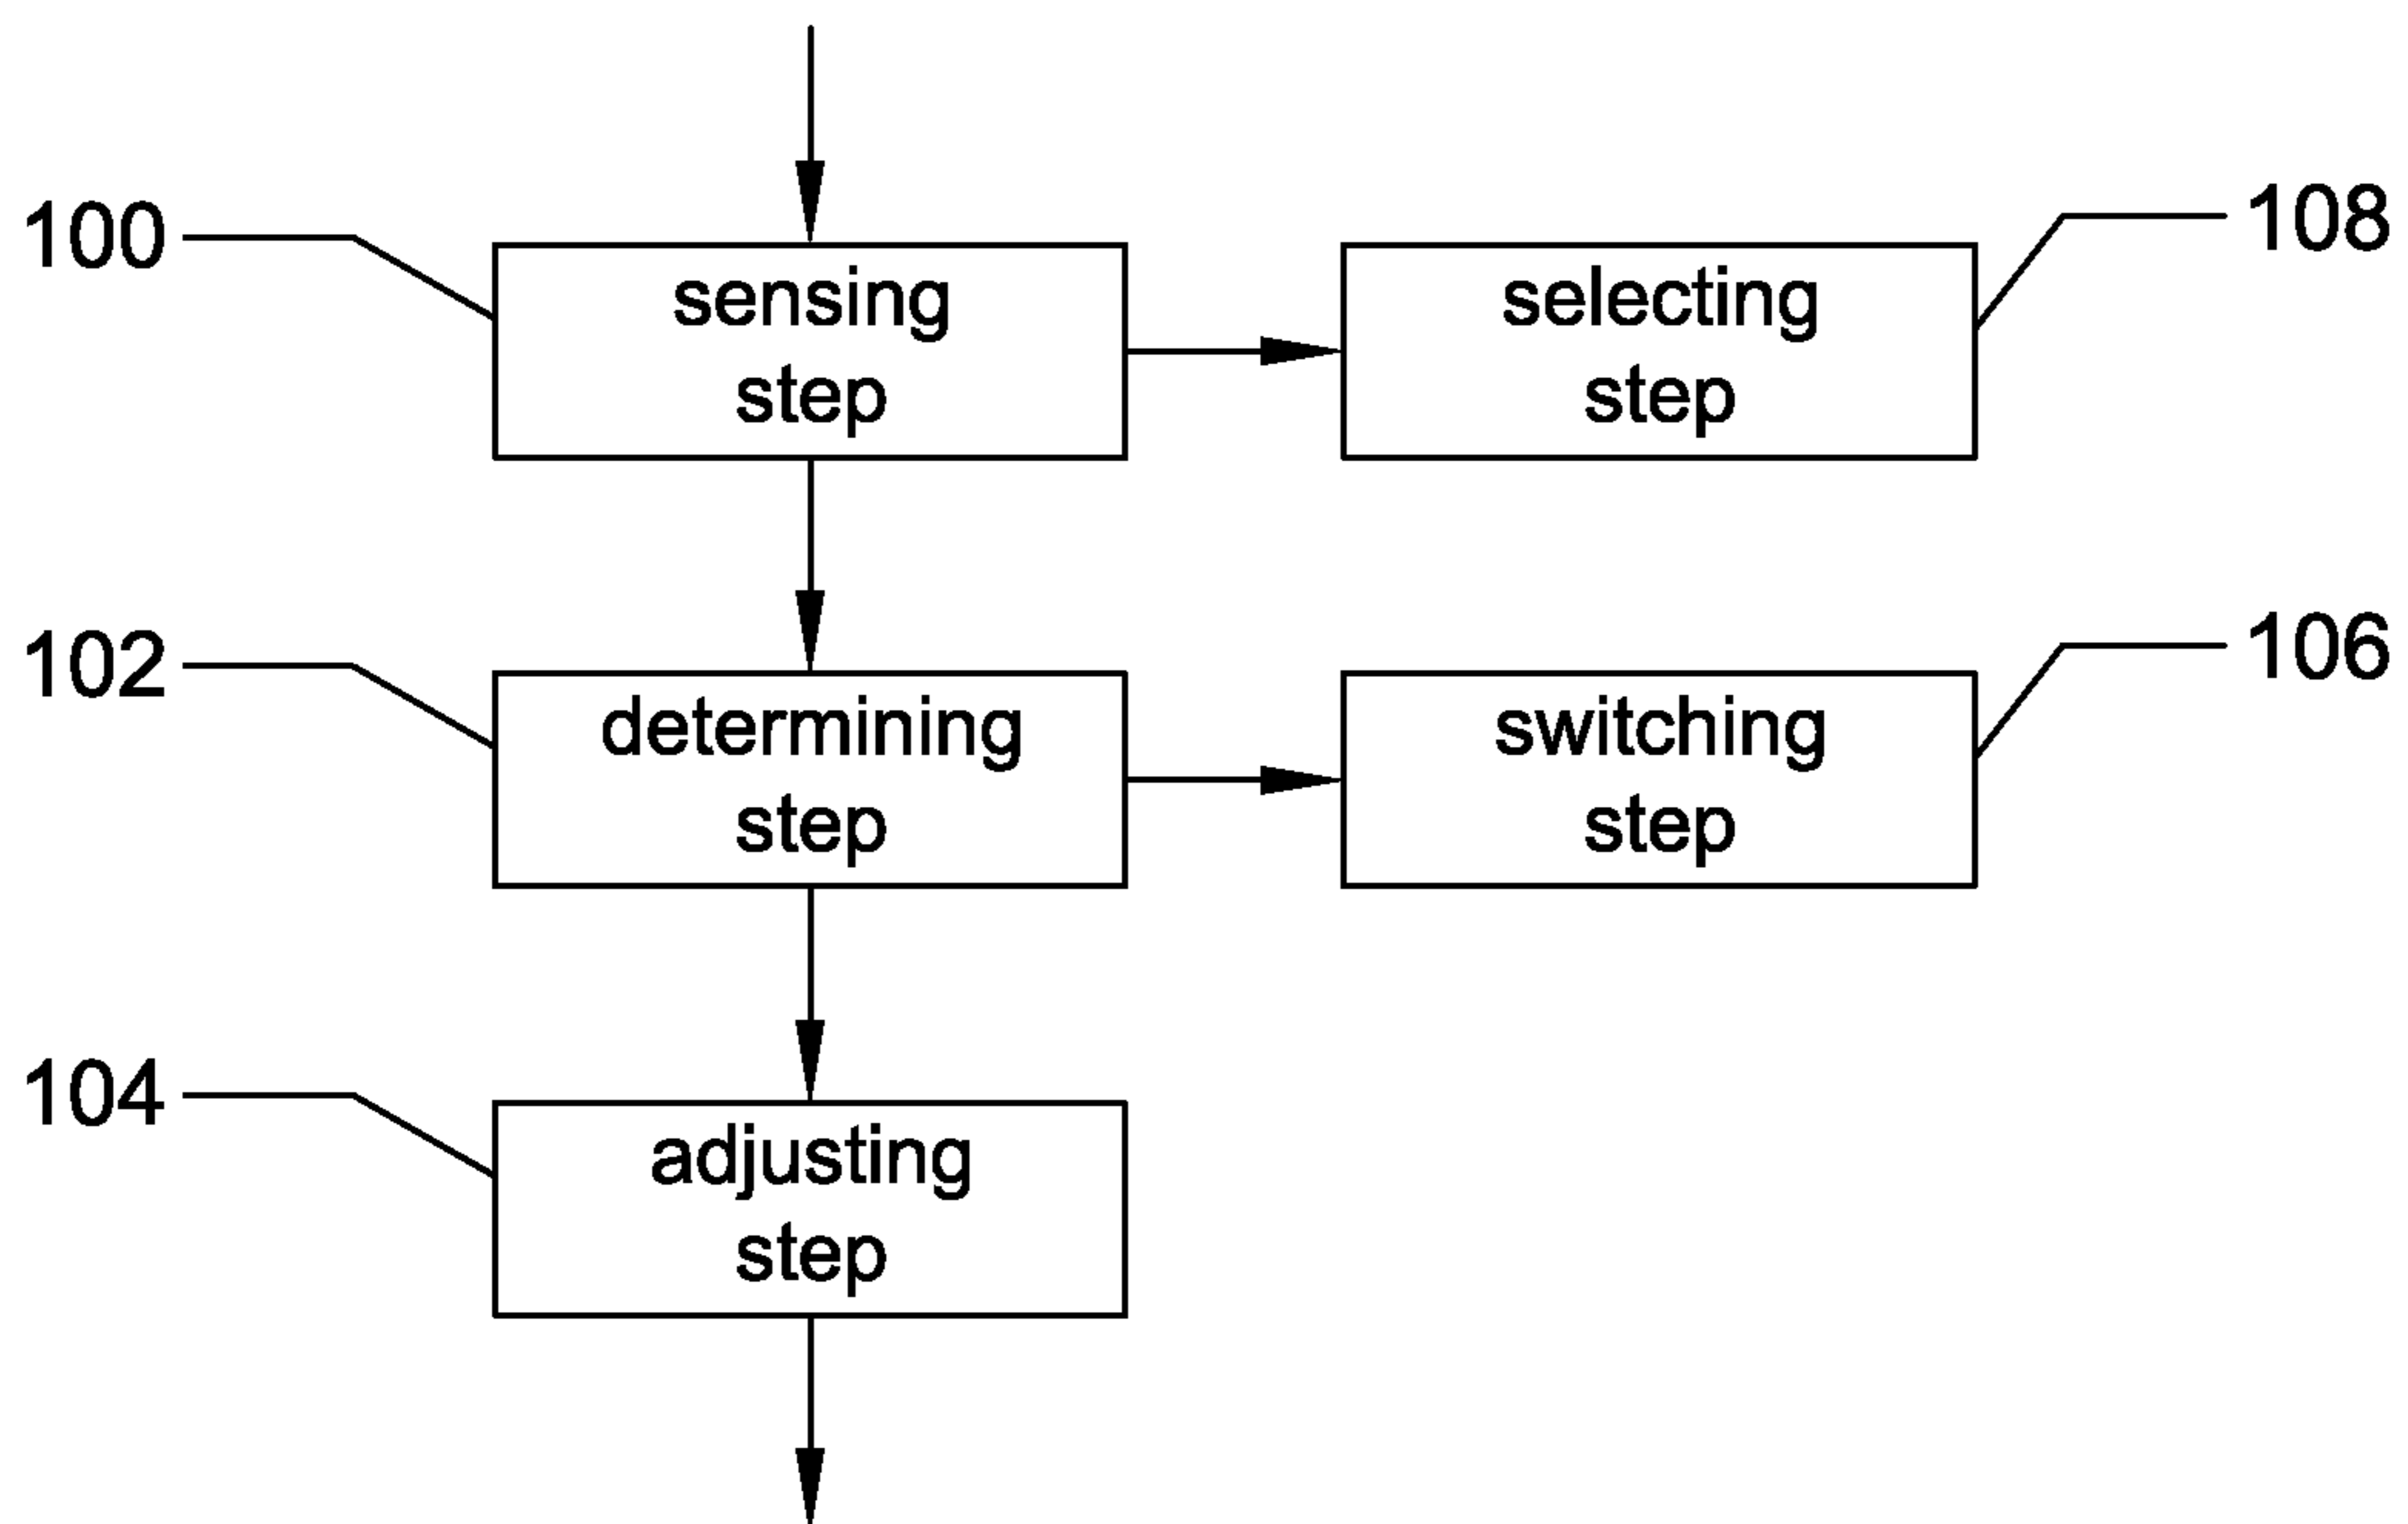 100
sensing
step
selecting
step
108
102
determining
step
switching
step
106
104
adjusting
step